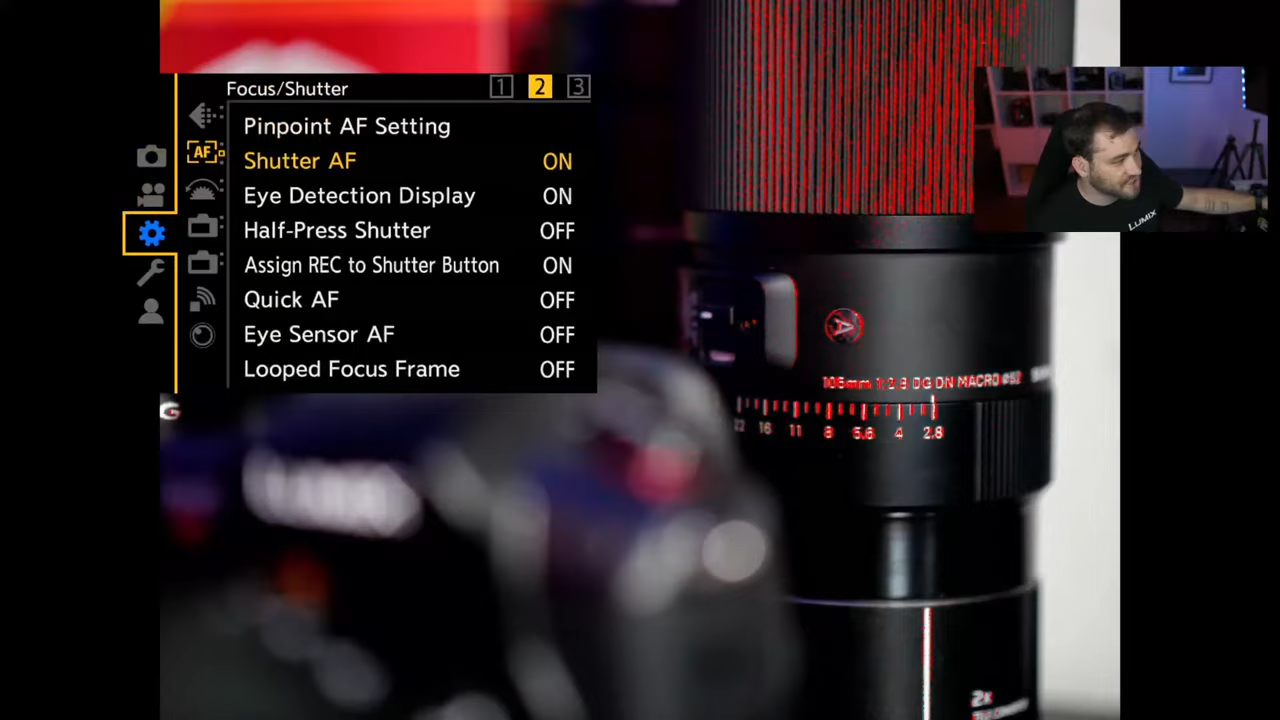 Focus/Shutter 1 2 3
Pinpoint AF Setting
AF
Shutter AF ON
Eye Detection Display ON
Half-Press Shutter OFF
Assign REC to Shutter Button ON
Quick AF OFF
Eye Sensor AF OFF
Looped Focus Frame OFF
LUMIX
A
105mm 1:2.8 DG DN MACRO ø62
22 16 11 8 5.6 4 2.8
G
2x